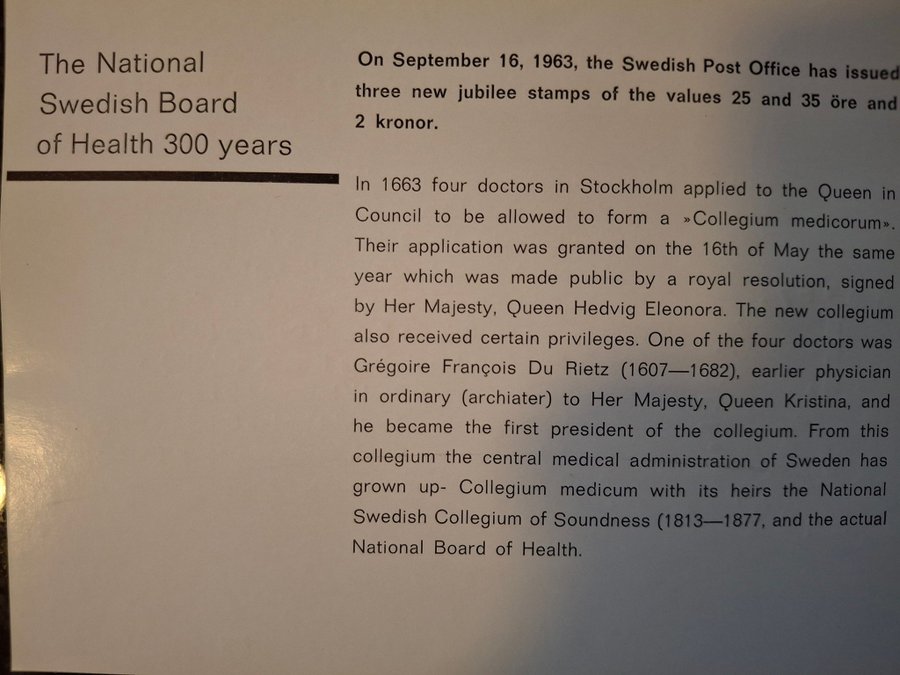 The National
Swedish Board
of Health 300 years
On September 16, 1963, the Swedish Post Office has issued
three new jubilee stamps of the values 25 and 35 öre and
2 kronor.
In 1663 four doctors in Stockholm applied to the Queen in
Council to be allowed to form a »Collegium medicorum».
Their application was granted on the 16th of May the same
year which was made public by a royal resolution, signed
by Her Majesty, Queen Hedvig Eleonora. The new collegium
also received certain privileges. One of the four doctors was
Grégoire François Du Rietz (1607—1682), earlier physician
in ordinary (archiater) to Her Majesty, Queen Kristina, and
he became the first president of the collegium. From this
collegium the central medical administration of Sweden has
grown up- Collegium medicum with its heirs the National
Swedish Collegium of Soundness (1813—1877, and the actual
National Board of Health.